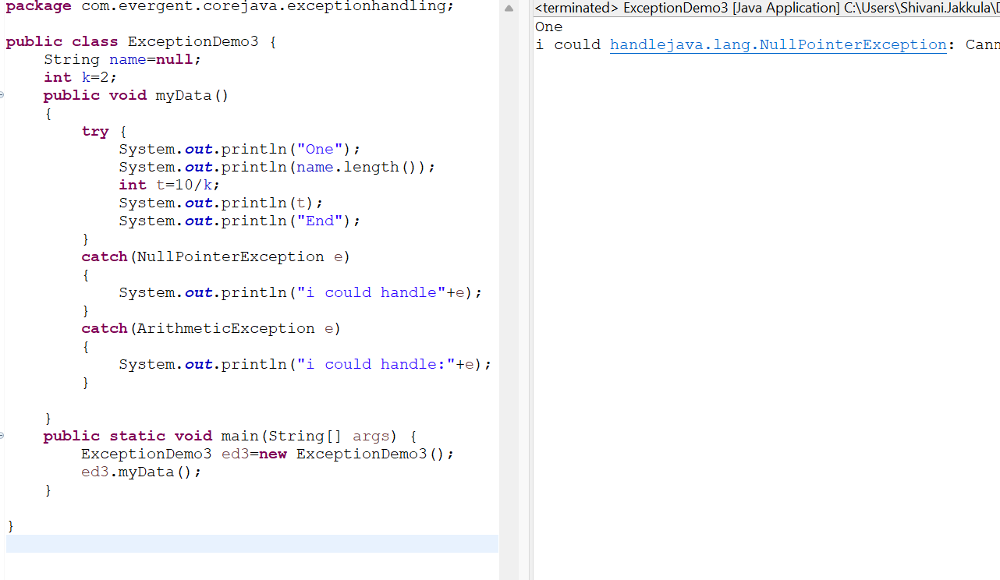 package com.evergent.corejava.exceptionhandling;
public class ExceptionDemo3 {
String name=null;
int k=2;
public void myData()
{
try {
System.out.println("One");
System.out.println(name.length());
int t=10/k;
System.out.println(t);
System.out.println("End");
}
catch(NullPointerException e)
{
System.out.println("i could handle"+e);
}
catch(ArithmeticException e)
{
System.out.println("i could handle:"+e);
}
}
public static void main(String[] args) {
ExceptionDemo3 ed3=new ExceptionDemo3();
ed3.myData();
}
}
<terminated> ExceptionDemo3 [Java Application] C:\Users\Shivani.Jakkula\
One
i could handlejava.lang.NullPointerException: Cann